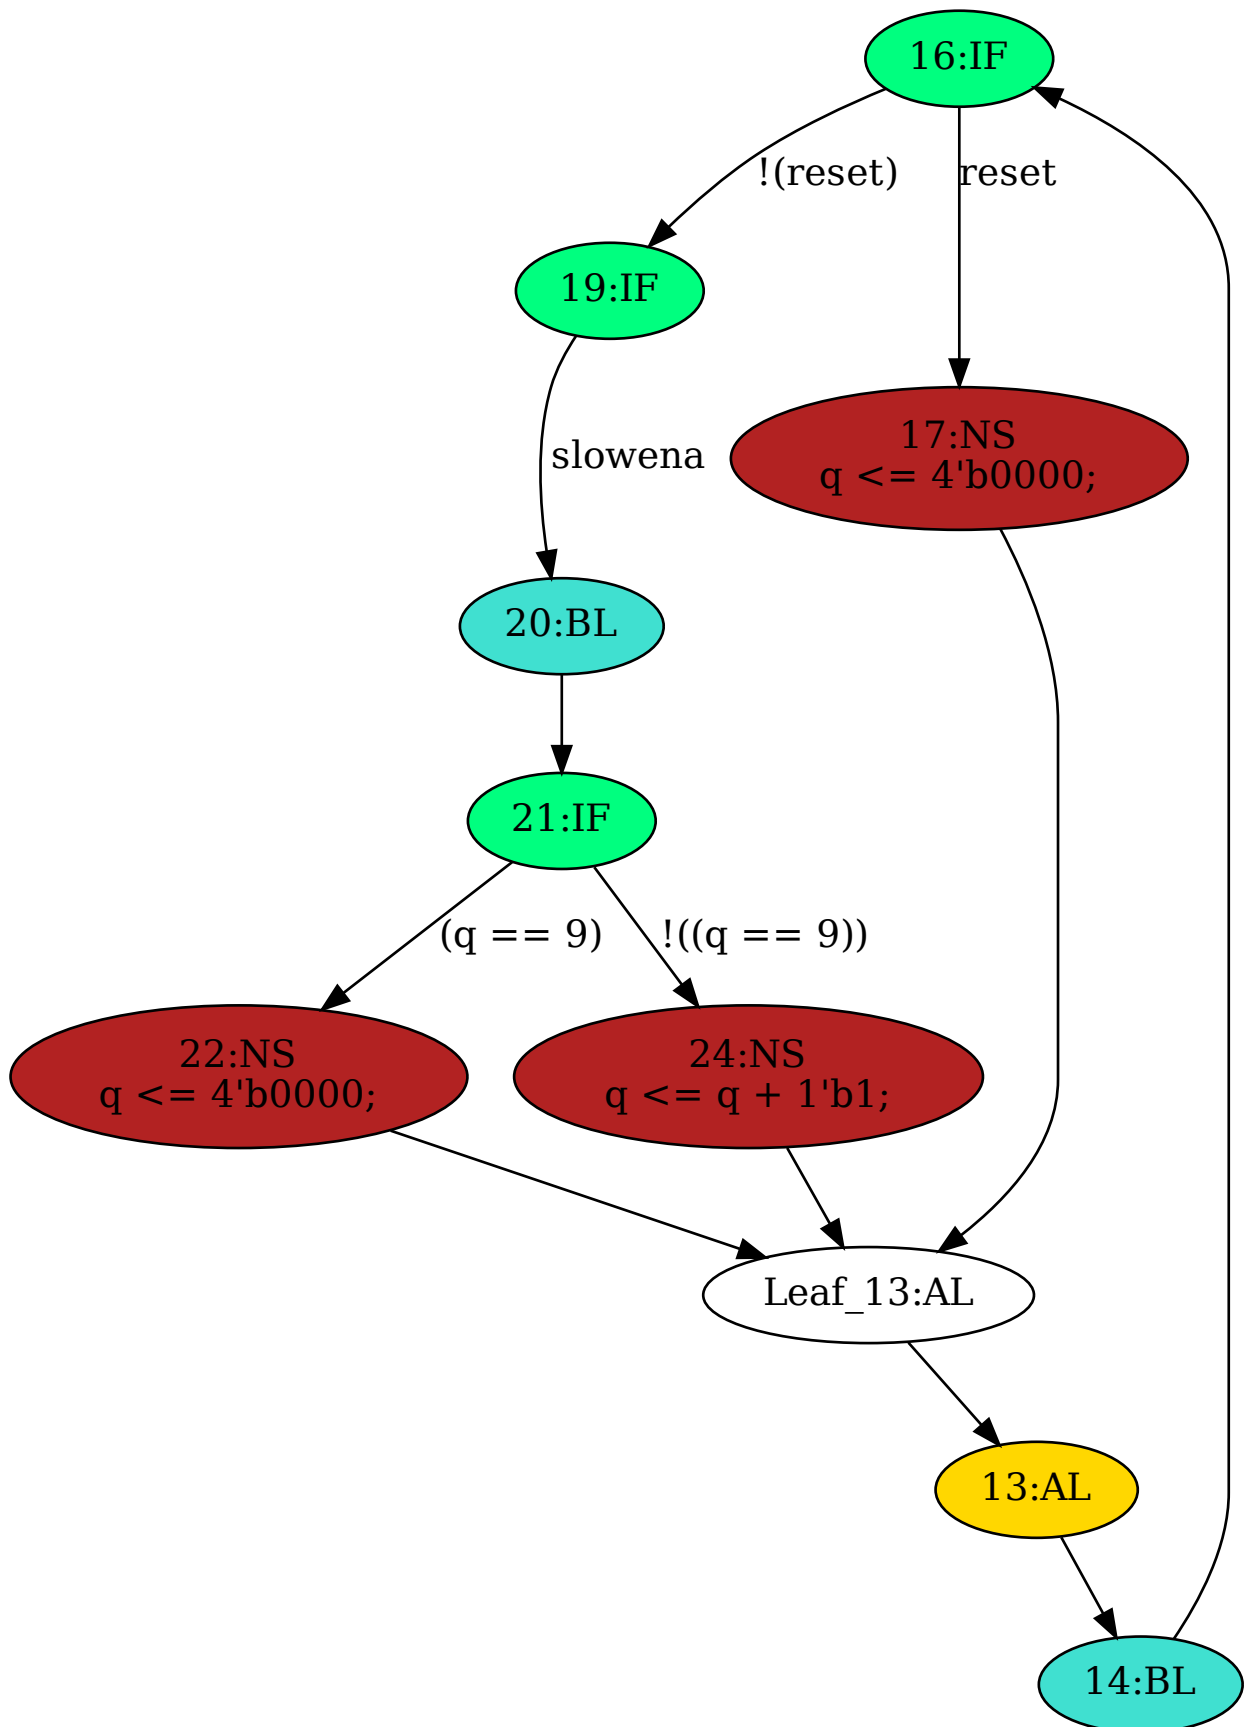 16:IF
!(reset)
reset
19:IF
17:NS
q <= 4'b0000;
slowena
20:BL
21:IF
(q == 9)
!((q == 9))
22:NS
q <= 4'b0000;
24:NS
q <= q + 1'b1;
Leaf_13:AL
13:AL
14:BL